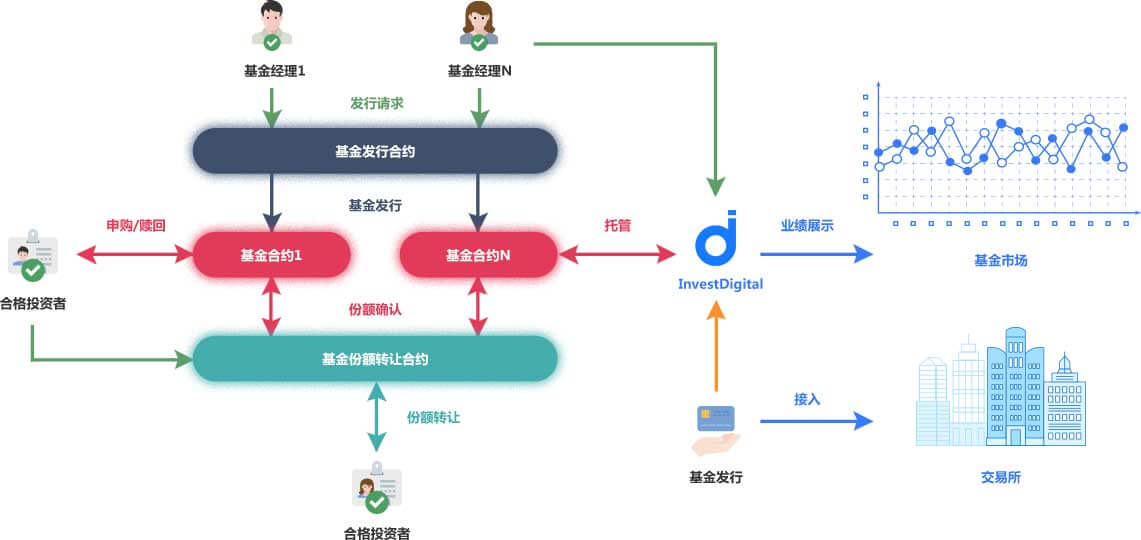 基金经理1
基金经理N
发行请求
基金发行合约
基金发行
申购/赎回
基金合约1
基金合约N
托管
业绩展示
InvestDigital
基金市场
合格投资者
份额确认
基金份额转让合约
份额转让
接入
基金发行
交易所
合格投资者